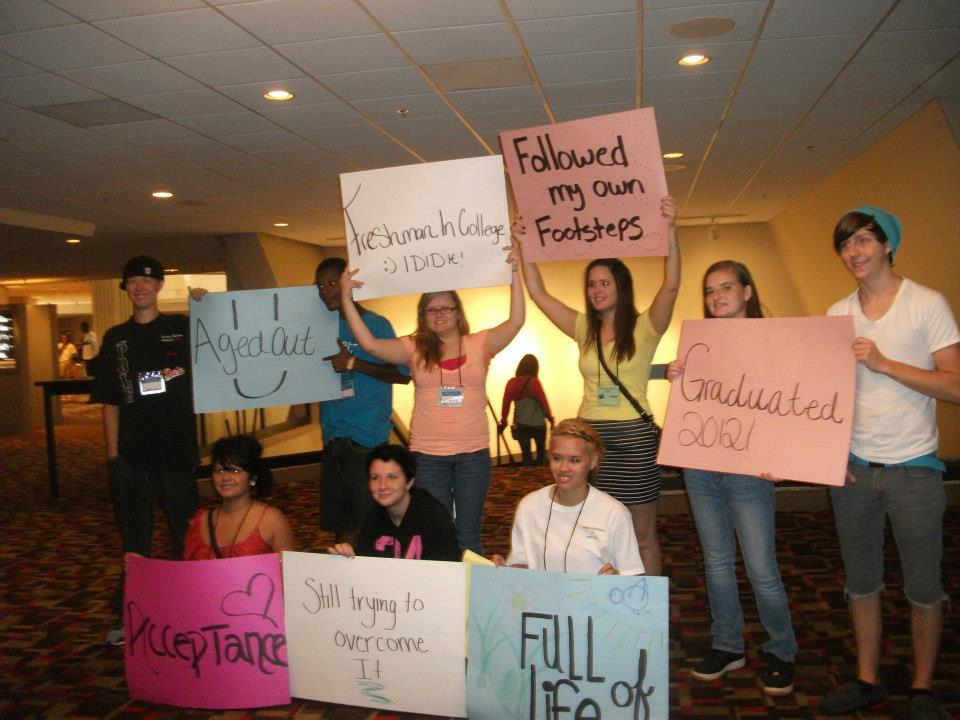 Followed
my own
Footsteps
Freshman In College
:) I DID it!
Aged Out
Graduated
2012!
Acceptance
Still trying to
overcome
It
Full
of
life